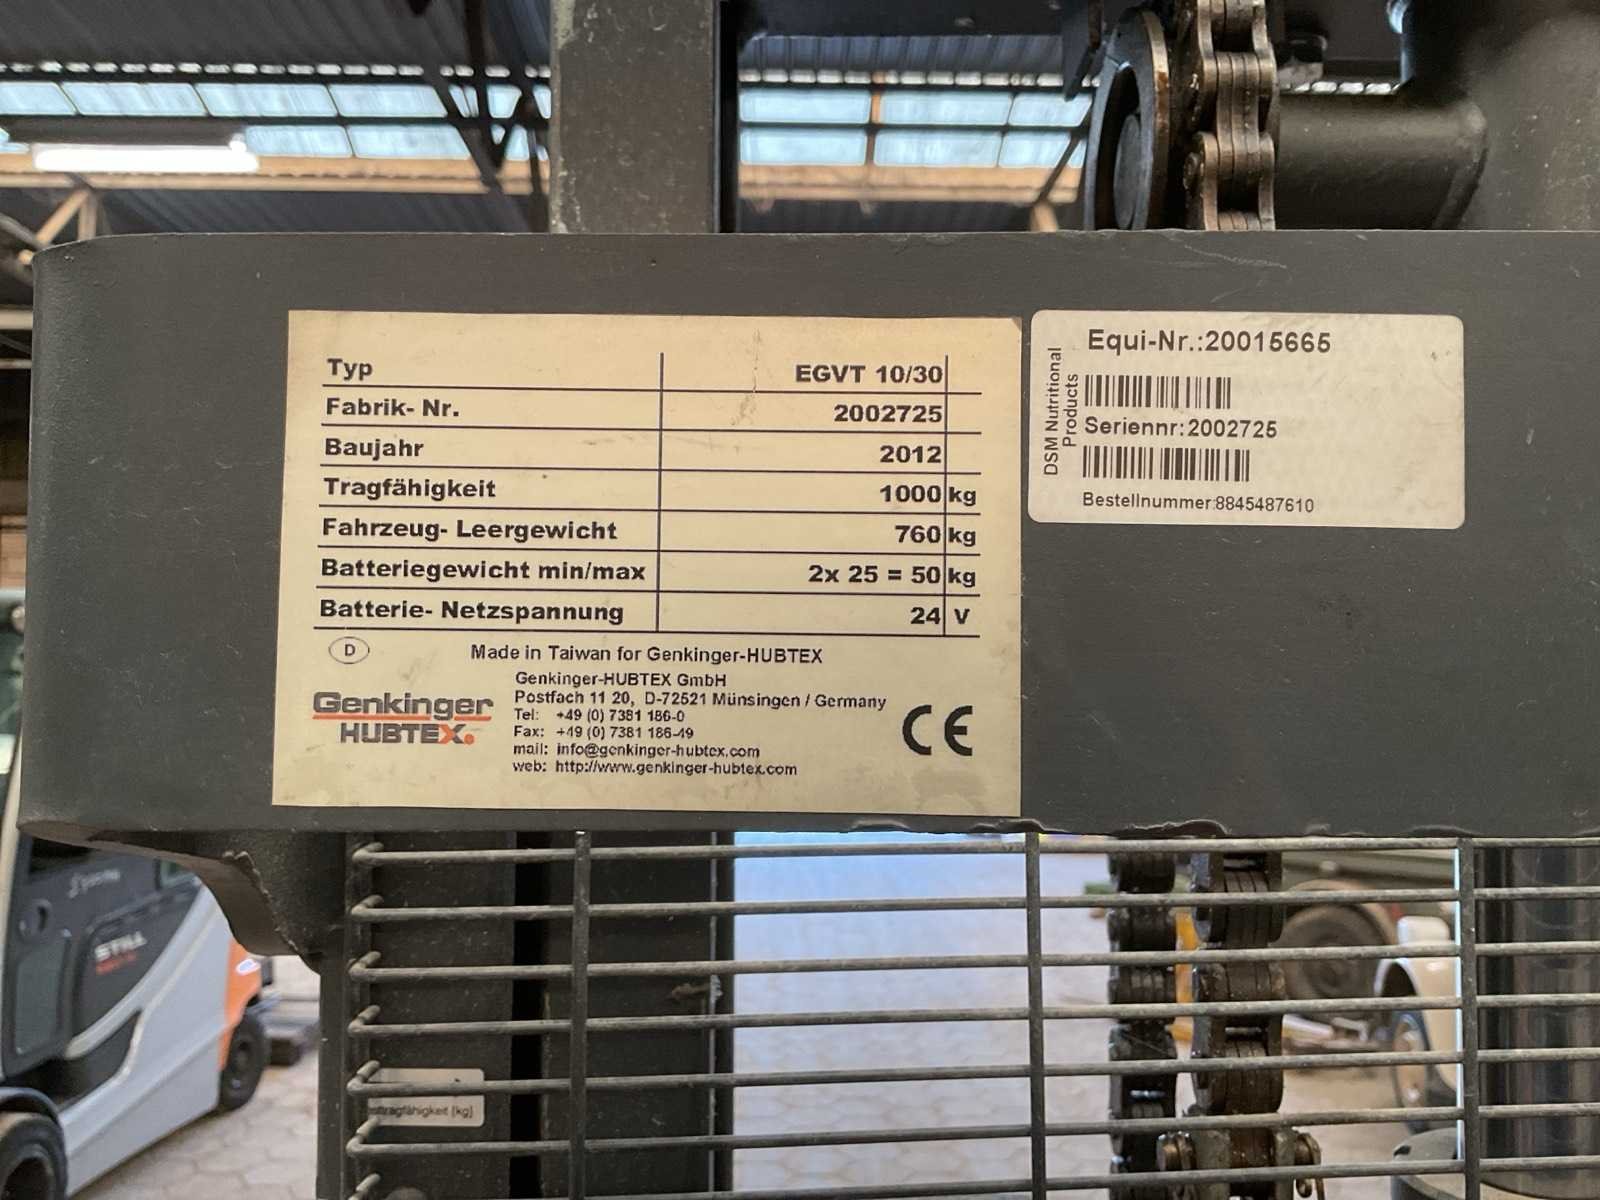 Typ EGVT 10/30
Fabrik- Nr. 2002725
Baujahr 2012
Tragfähigkeit 1000 kg
Fahrzeug- Leergewicht 760 kg
Batteriegewicht min/max 2x 25 = 50 kg
Batterie- Netzspannung 24 V
D Made in Taiwan for Genkinger-HUBTEX
Genkinger
HUBTEX.
Genkinger-HUBTEX GmbH
Postfach 11 20, D-72521 Münsingen / Germany
Tel: +49 (0) 7381 186-0
Fax: +49 (0) 7381 186-49
mail: info@genkinger-hubtex.com
web: http://www.genkinger-hubtex.com
CE
DSM Nutritional
Products
Equi-Nr.:20015665
Seriennr:2002725
Bestellnummer:8845487610
STILL
[kg]